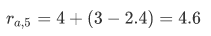 r_{a,5} = 4 + (3 − 2.4) = 4.6